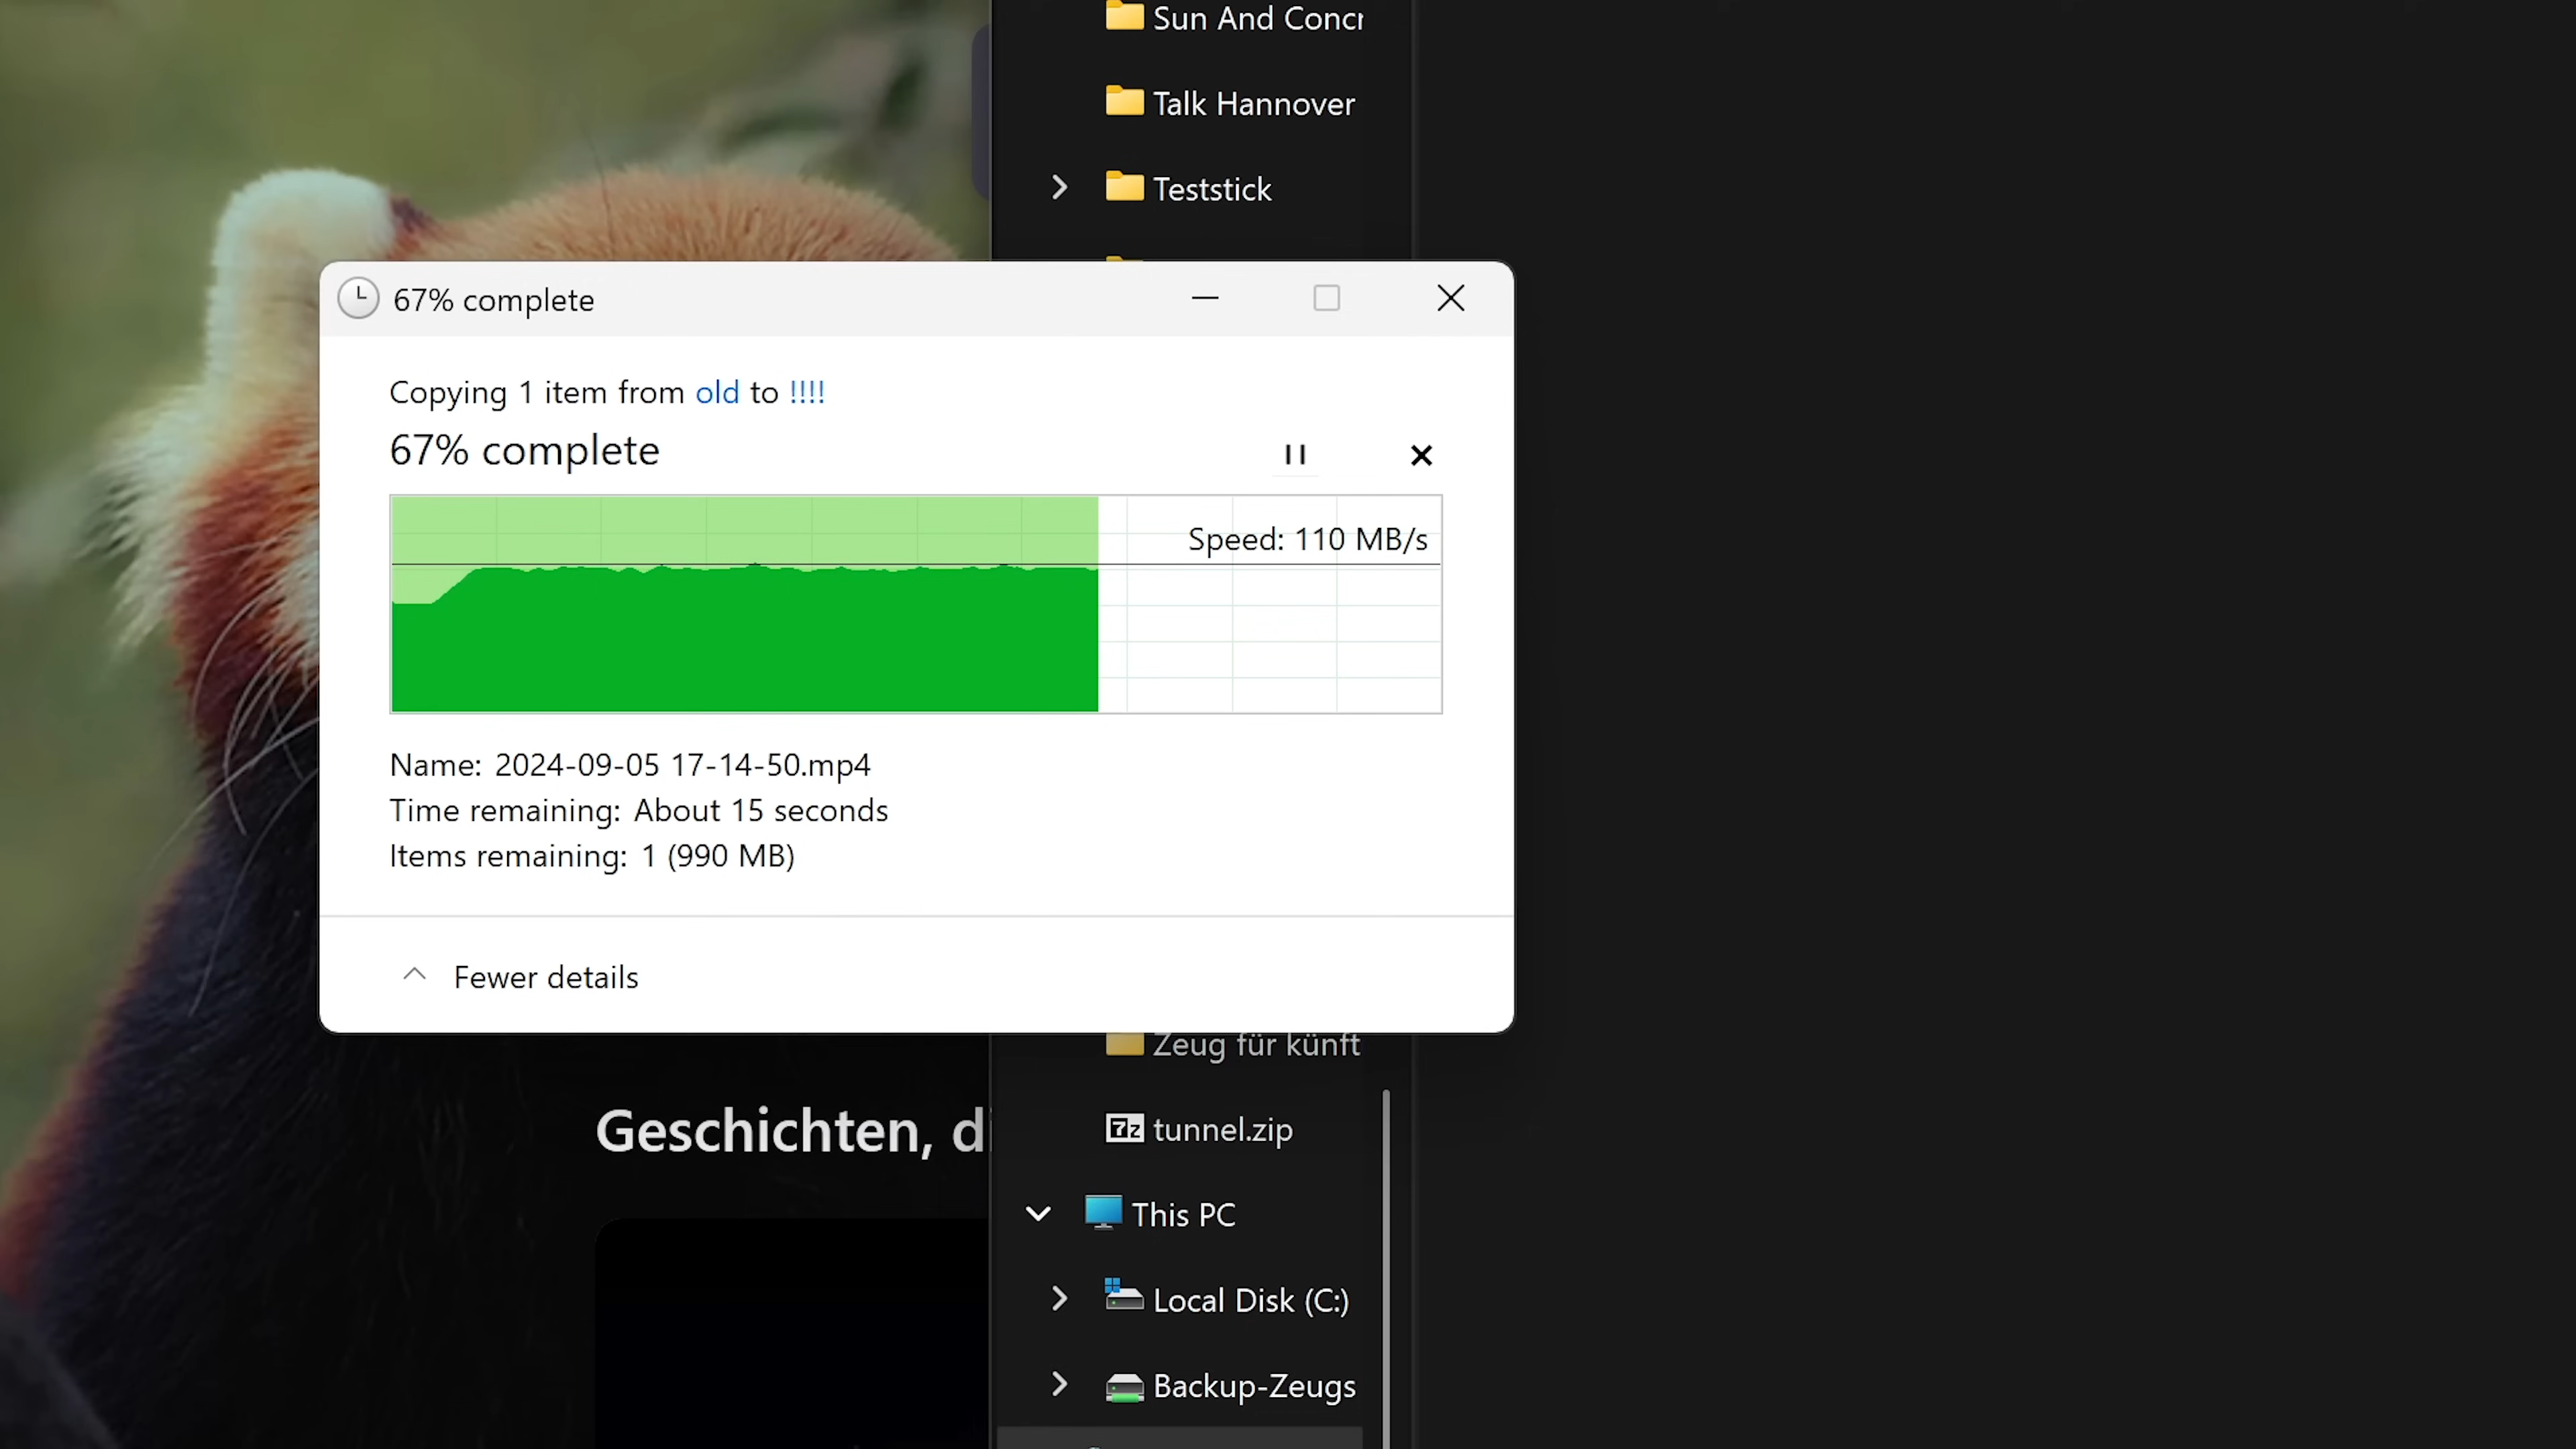 Sun And Concr
Talk Hannover
Teststick
67% complete
Copying 1 item from old to !!!!
67% complete
Speed: 110 MB/s
Name: 2024-09-05 17-14-50.mp4
Time remaining: About 15 seconds
Items remaining: 1 (990 MB)
Fewer details
Zeug für künft
Geschichten, di
tunnel.zip
This PC
Local Disk (C:)
Backup-Zeugs